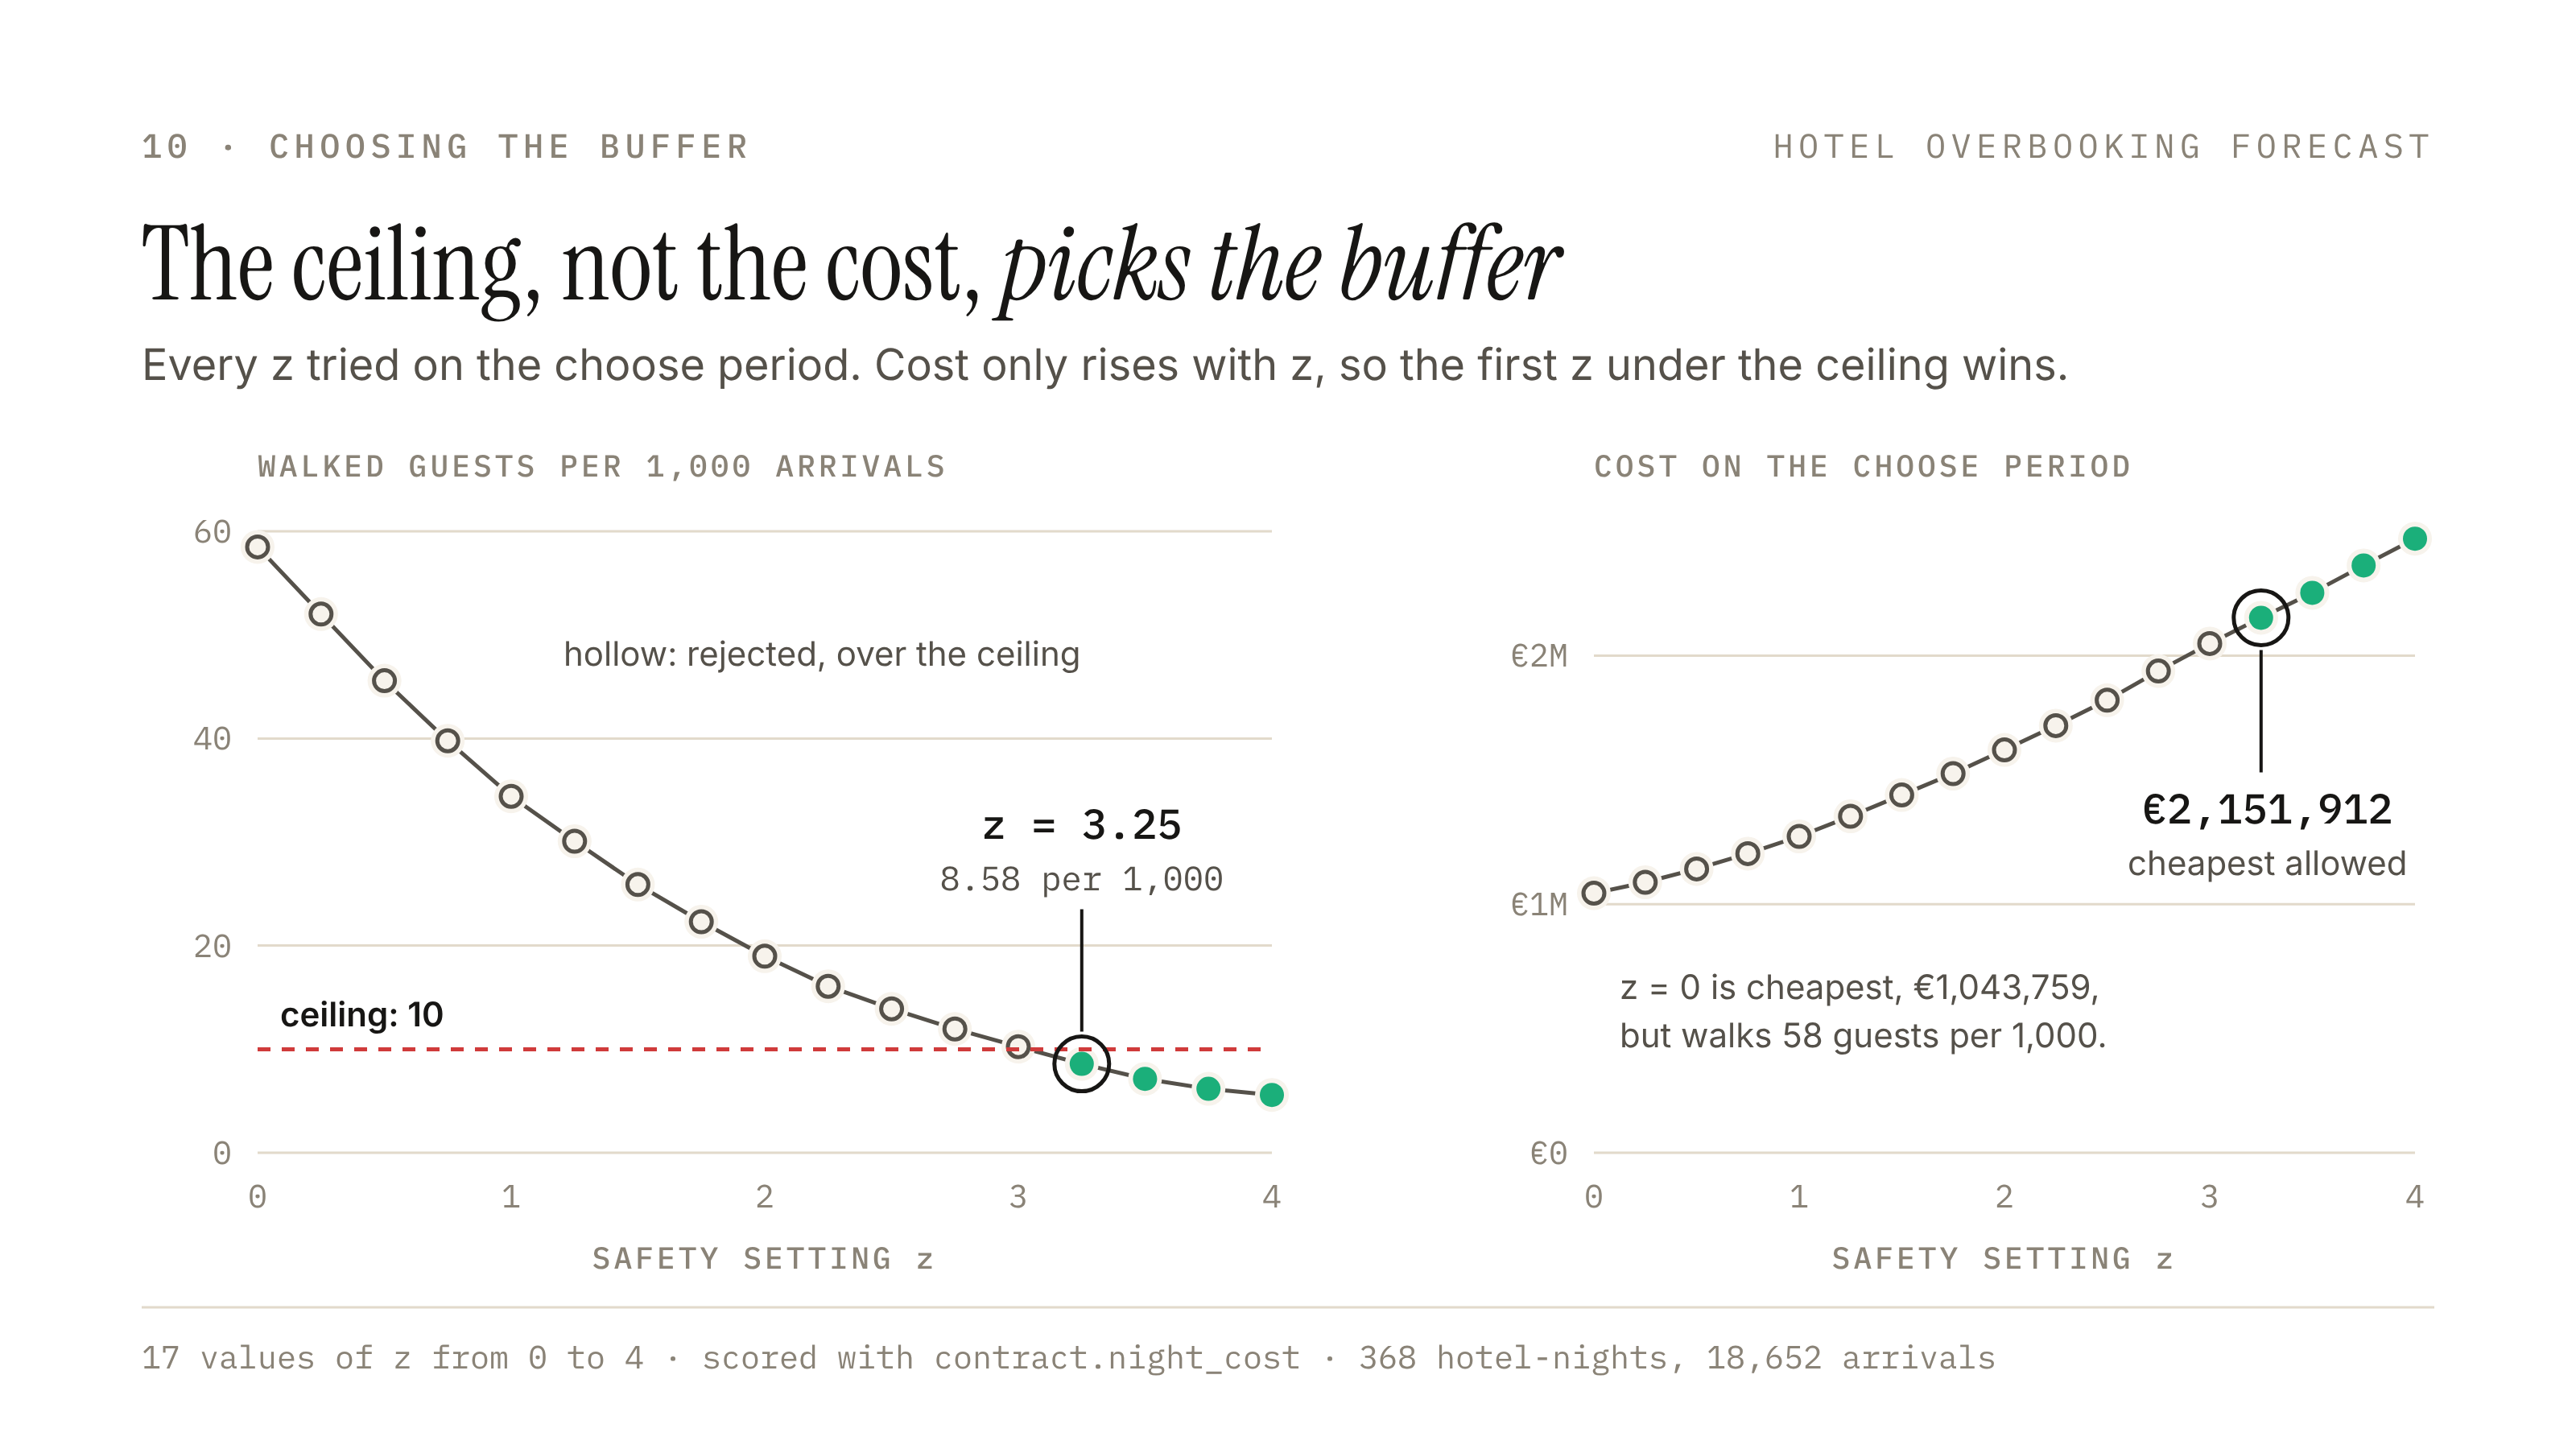 10 · CHOOSING THE BUFFER
HOTEL OVERBOOKING FORECAST
The ceiling, not the cost, picks the buffer
Every z tried on the choose period. Cost only rises with z, so the first z under the ceiling wins.
WALKED GUESTS PER 1,000 ARRIVALS
60
40
20
0
hollow: rejected, over the ceiling
z = 3.25
8.58 per 1,000
ceiling: 10
0 1 2 3 4
SAFETY SETTING z
COST ON THE CHOOSE PERIOD
€2M
€1M
€0
€2,151,912
cheapest allowed
z = 0 is cheapest, €1,043,759,
but walks 58 guests per 1,000.
0 1 2 3 4
SAFETY SETTING z
17 values of z from 0 to 4 · scored with contract.night_cost · 368 hotel-nights, 18,652 arrivals